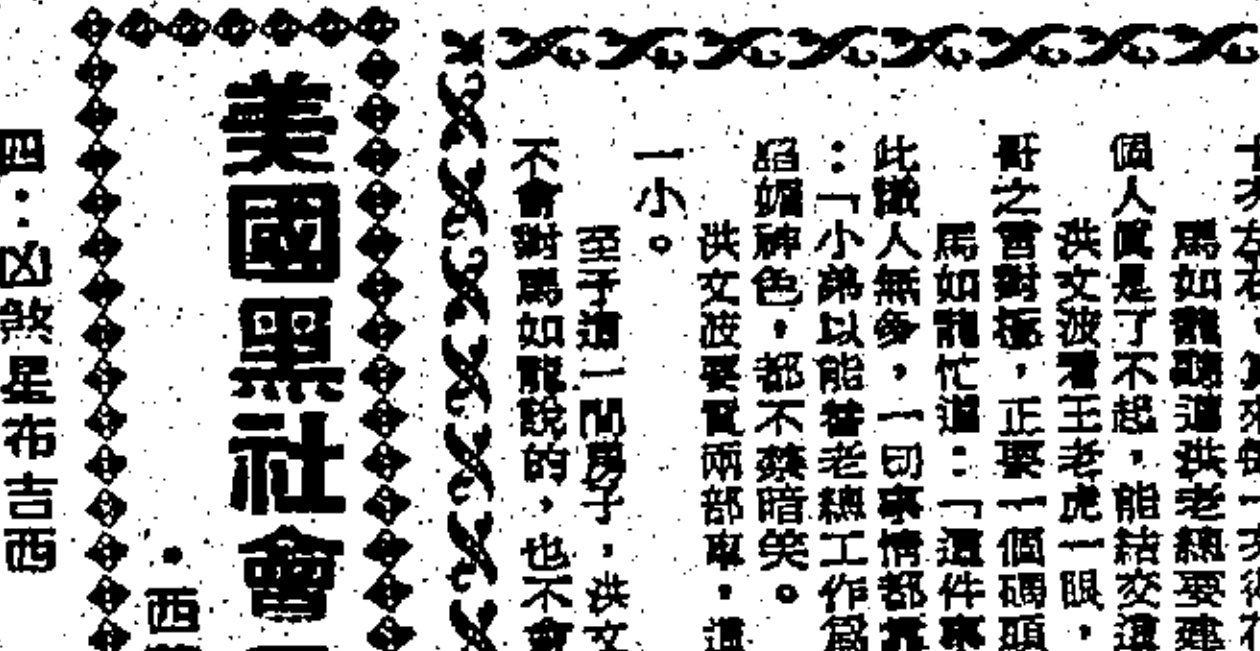 馬如龍聽道洪老總要建
個人眞是了不起，能結交這
洪文波看王老虎一眼，
哥之言對極，正要一個碼頭
馬如龍忙道：「這件事
此識人無多，一切事情都靠
：「小弟以能替老總工作爲
諂媚神色，都不禁暗笑。
洪文波要買兩部車，這
一小。
至于這一間房子，洪文
不會對馬如龍說的，也不會
美國黑社會
・西
四：凶煞星布吉西